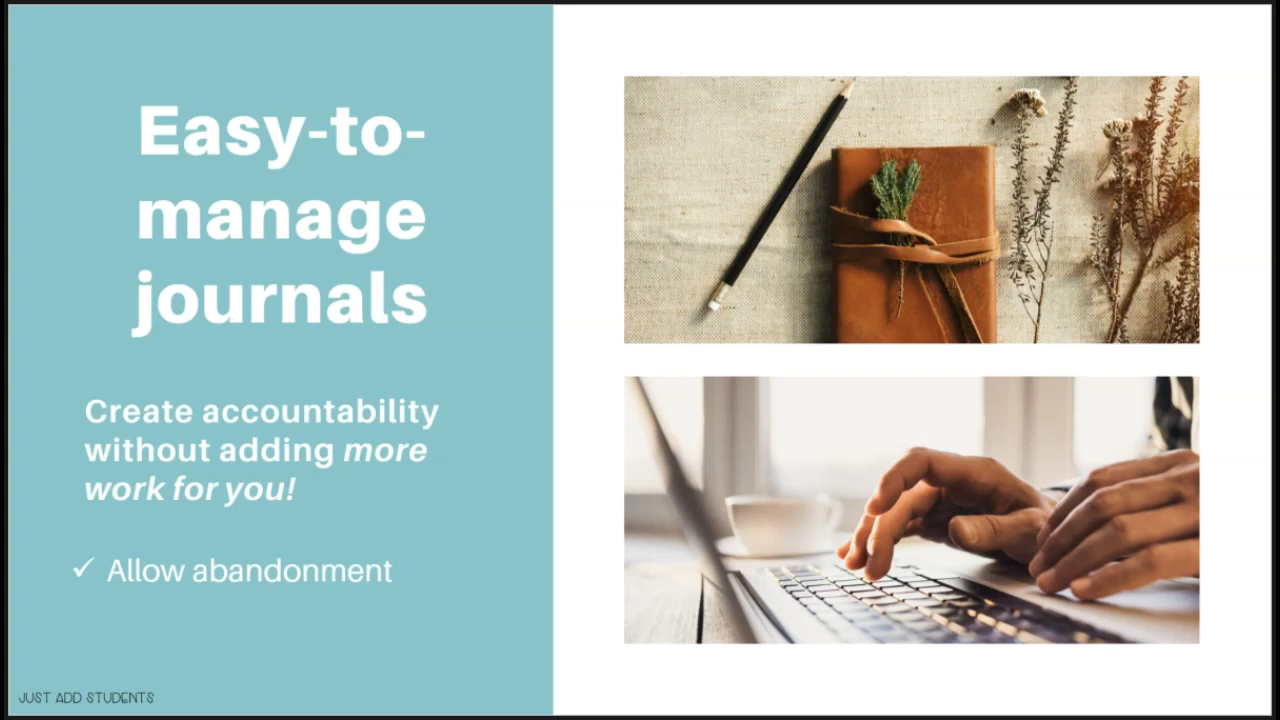 Easy-to-
manage
journals
Create accountability
without adding more
work for you!
✓ Allow abandonment
JUST ADD STUDENTS